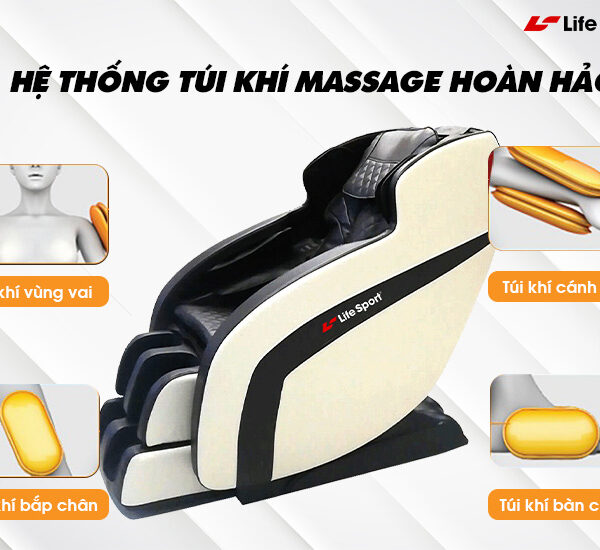 Life
HỆ THỐNG TÚI KHÍ MASSAGE HOÀN HẢO
khí vùng vai
Túi khí cánh
Life Sport
khí bắp chân
Túi khí bàn c